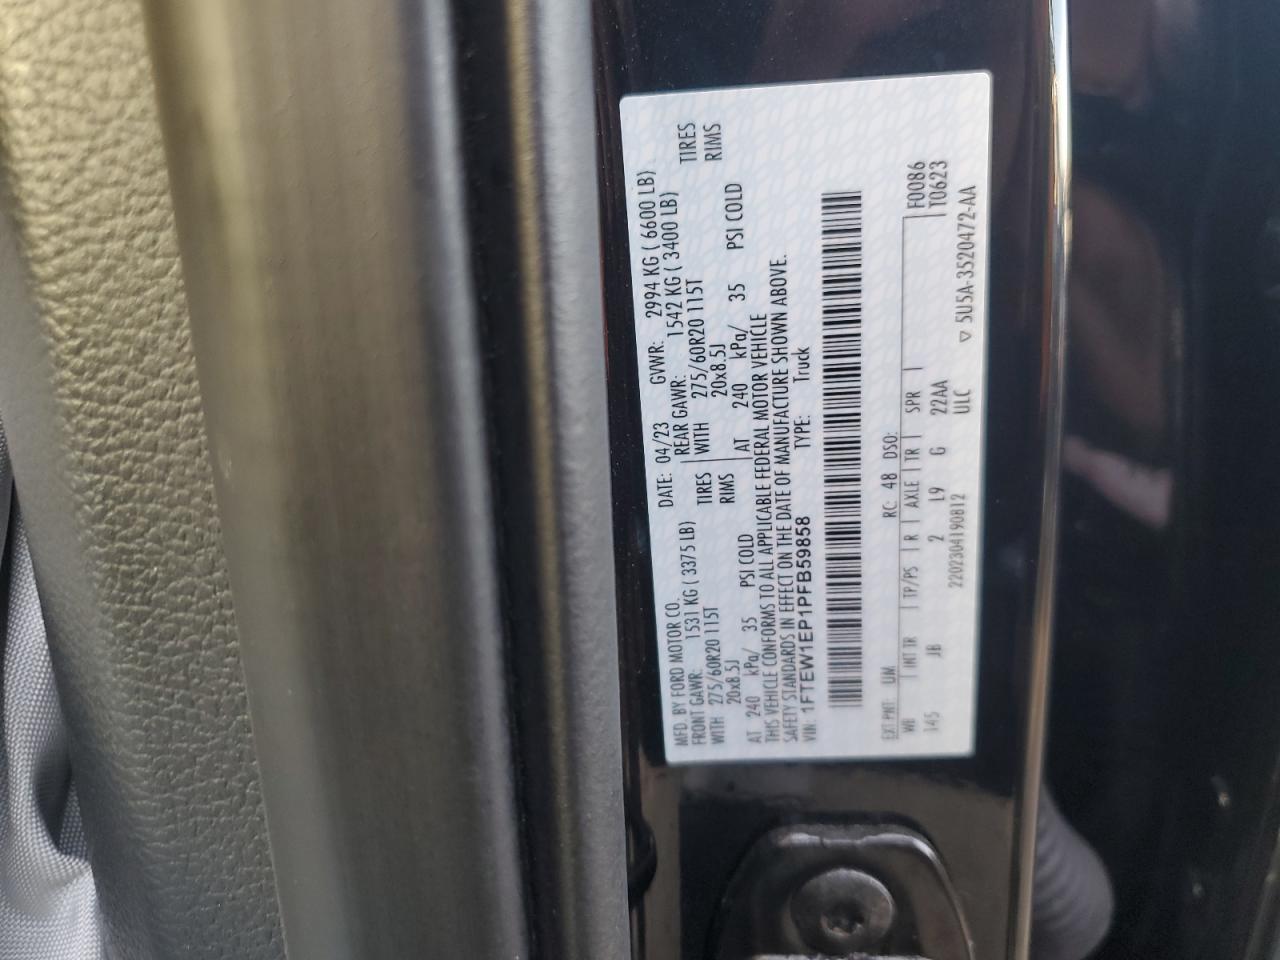 MFD. BY FORD MOTOR CO.
DATE: 04/23 GVWR: 2994 KG ( 6600 LB)
FRONT GAWR: 1531 KG ( 3375 LB) REAR GAWR: 1542 KG ( 3400 LB)
WITH 275/60R20 115T TIRES WITH 275/60R20 115T TIRES
20x8.5J RIMS 20x8.5J RIMS
AT 240 kPa/ 35 PSI COLD AT 240 kPa/ 35 PSI COLD
THIS VEHICLE CONFORMS TO ALL APPLICABLE FEDERAL MOTOR VEHICLE
SAFETY STANDARDS IN EFFECT ON THE DATE OF MANUFACTURE SHOWN ABOVE.
VIN: 1FTEW1EP1PFB59858 TYPE: Truck
EXT PNT: UM RC: 48 DSO:
WB INT TR TP/PS R AXLE TR SPR F0086
145 JB 2 L9 G 22AA T0623
2202304190812 ULC
▽ 5U5A-3520472-AA